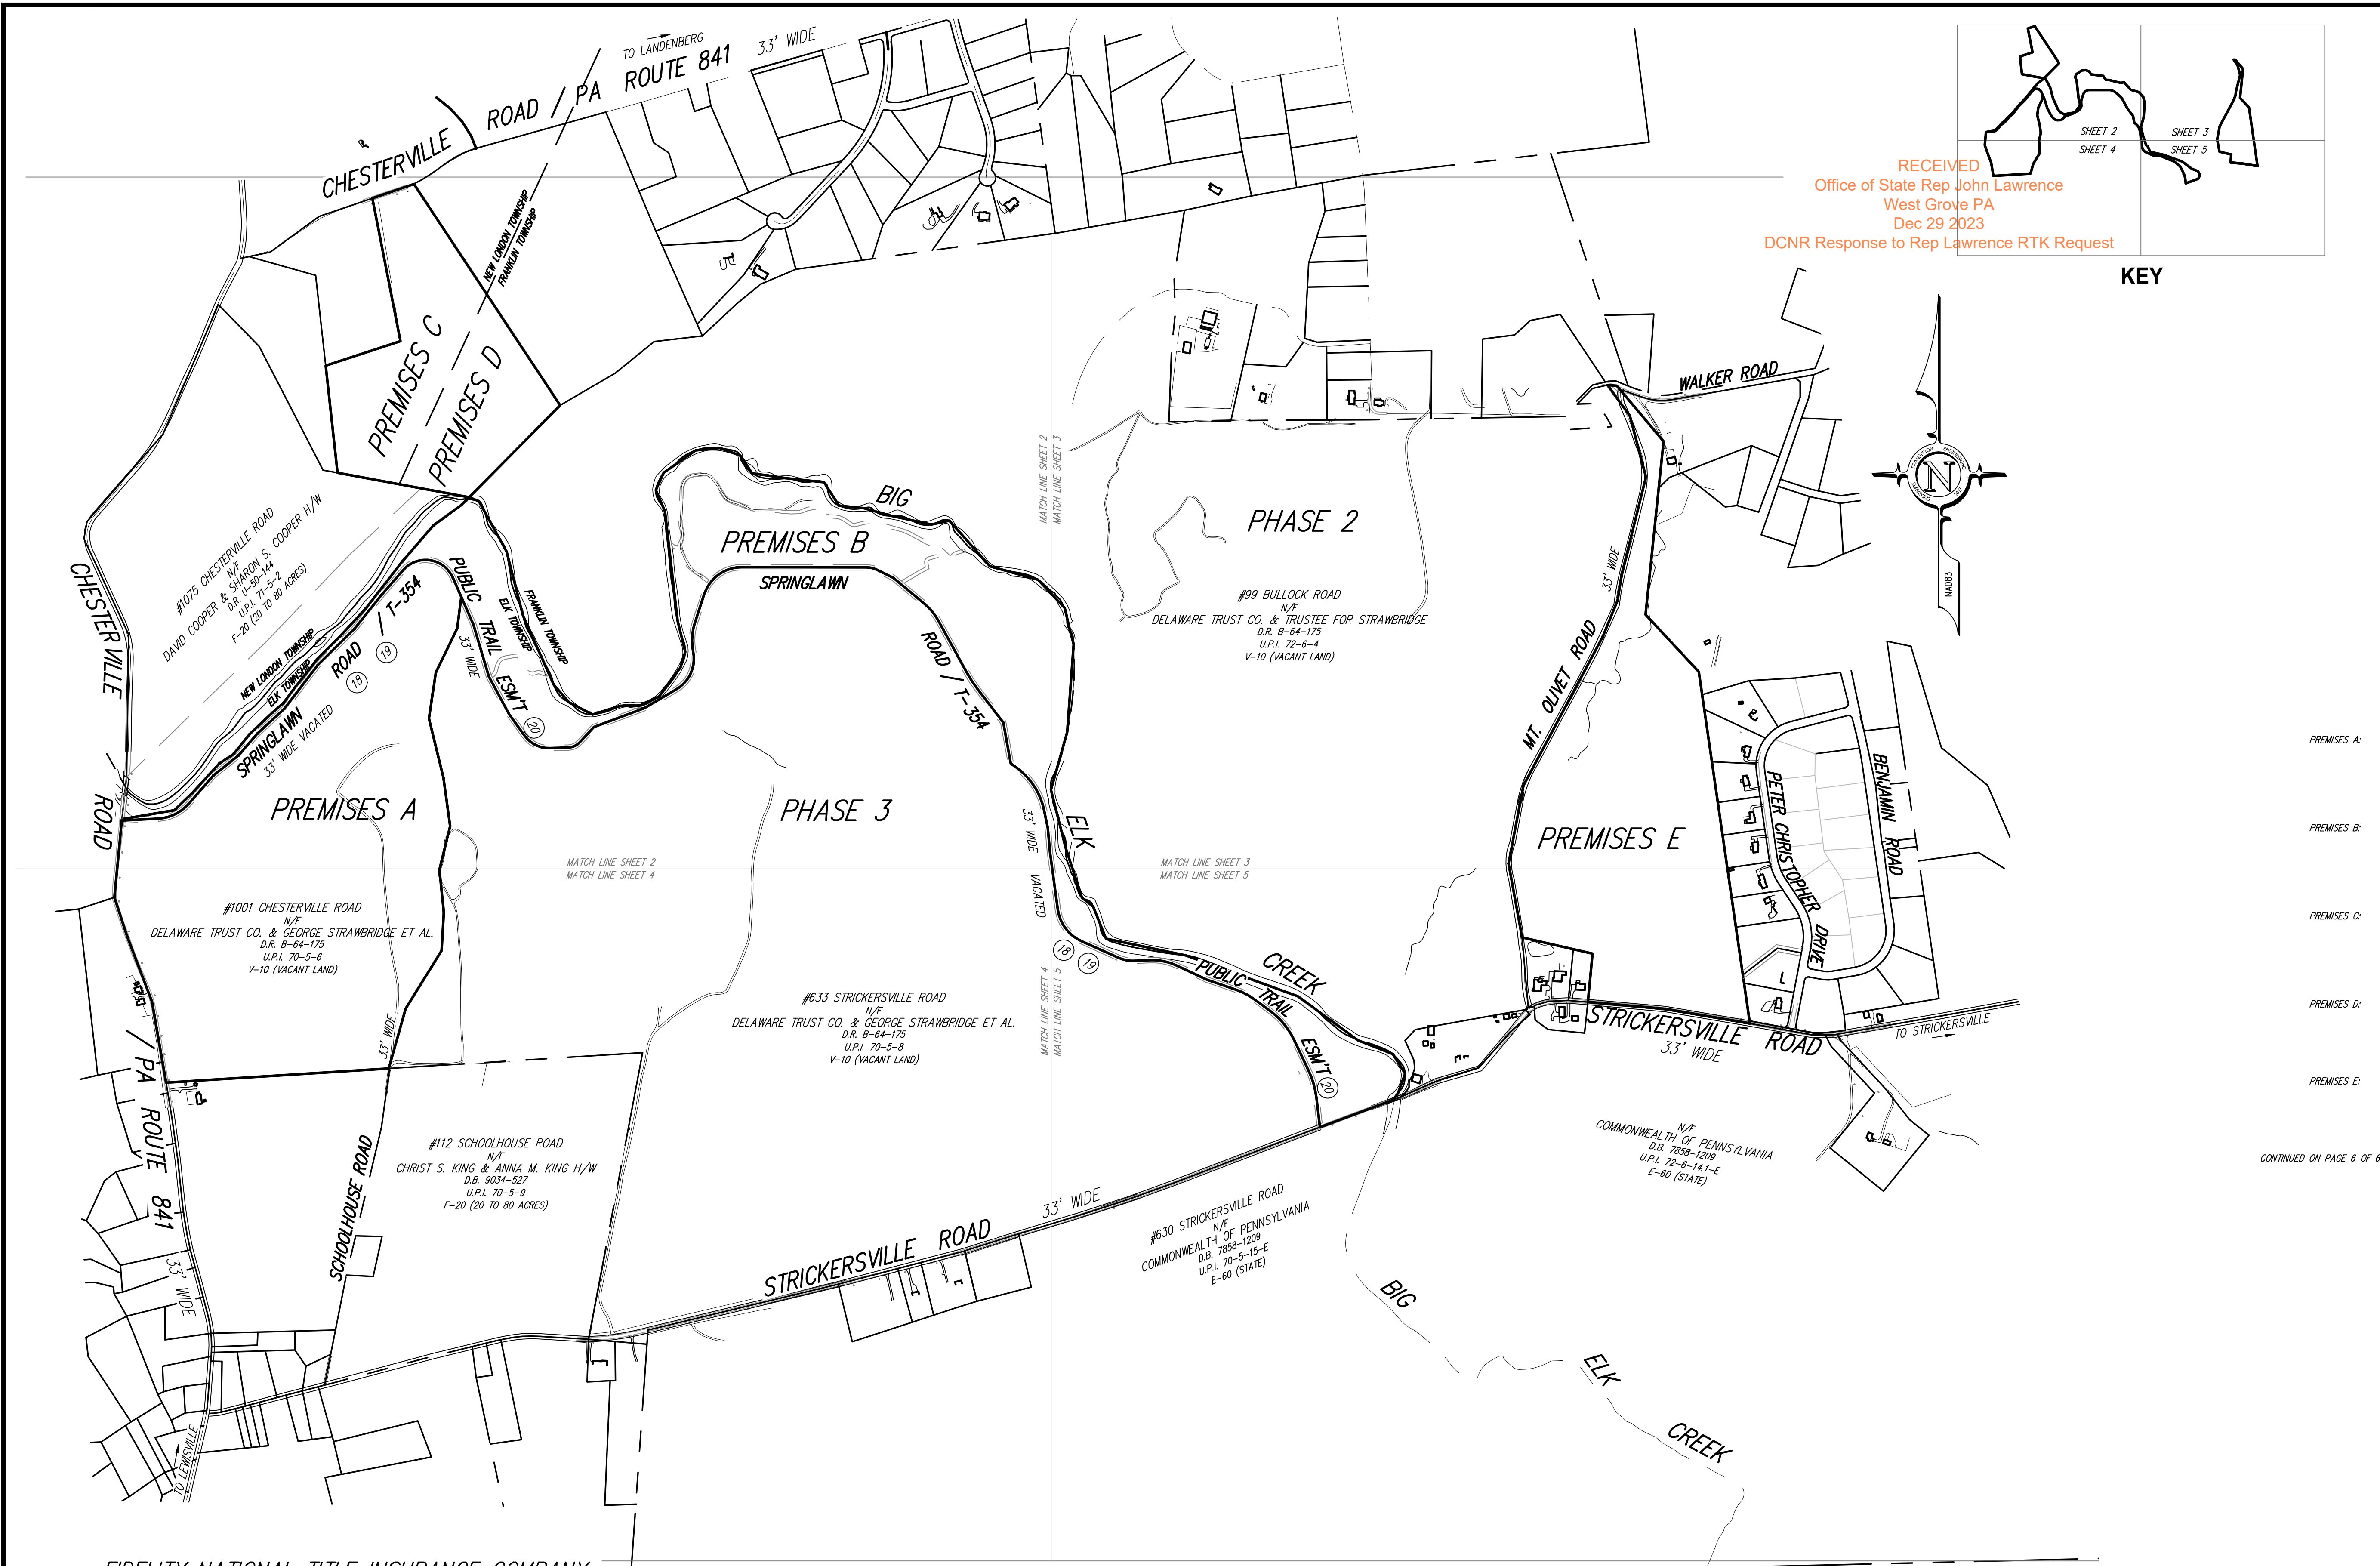 TO LANDENBERG
CHESTERVILLE ROAD / PA ROUTE 841 33' WIDE
SHEET 2
SHEET 3
SHEET 4
SHEET 5
KEY
RECEIVED
Office of State Rep John Lawrence
West Grove PA
Dec 29 2023
DCNR Response to Rep Lawrence RTK Request
NEW LONDON TOWNSHIP
FRANKLIN TOWNSHIP
PREMISES C
PREMISES D
WALKER ROAD
N
NAD83
MATCH LINE SHEET 2
MATCH LINE SHEET 3
BIG
PREMISES B
SPRINGLAWN
PHASE 2
#99 BULLOCK ROAD
N/F
DELAWARE TRUST CO. & TRUSTEE FOR STRAWBRIDGE
D.R. B-64-175
U.P.I. 72-6-4
V-10 (VACANT LAND)
33' WIDE
MT. OLIVET ROAD
#1075 CHESTERVILLE ROAD
N/F
DAVID COOPER & SHARON S. COOPER H/W
D.R. U-50-144
U.P.I. 71-5-2
F-20 (20 TO 80 ACRES)
CHESTERVILLE
ROAD
NEW LONDON TOWNSHIP
ELK TOWNSHIP
SPRINGLAWN ROAD / T-354
33' WIDE VACATED
18
19
PUBLIC TRAIL ESM'T
33' WIDE
20
FRANKLIN TOWNSHIP
ELK TOWNSHIP
ROAD / T-354
PREMISES A
PHASE 3
33' WIDE VACATED
ELK
PREMISES E
PETER CHRISTOPHER DRIVE
BENJAMIN ROAD
PREMISES A:
PREMISES B:
PREMISES C:
PREMISES D:
PREMISES E:
CONTINUED ON PAGE 6 OF 6
MATCH LINE SHEET 2
MATCH LINE SHEET 4
MATCH LINE SHEET 3
MATCH LINE SHEET 5
#1001 CHESTERVILLE ROAD
N/F
DELAWARE TRUST CO. & GEORGE STRAWBRIDGE ET AL.
D.R. B-64-175
U.P.I. 70-5-6
V-10 (VACANT LAND)
18
19
CREEK
PUBLIC TRAIL ESM'T
20
MATCH LINE SHEET 4
MATCH LINE SHEET 5
#633 STRICKERSVILLE ROAD
N/F
DELAWARE TRUST CO. & GEORGE STRAWBRIDGE ET AL.
D.R. B-64-175
U.P.I. 70-5-8
V-10 (VACANT LAND)
33' WIDE
STRICKERSVILLE ROAD
33' WIDE
TO STRICKERSVILLE
/ PA ROUTE 841
33' WIDE
SCHOOLHOUSE ROAD
#112 SCHOOLHOUSE ROAD
N/F
CHRIST S. KING & ANNA M. KING H/W
D.B. 9034-527
U.P.I. 70-5-9
F-20 (20 TO 80 ACRES)
N/F
COMMONWEALTH OF PENNSYLVANIA
D.B. 7858-1209
U.P.I. 72-6-14.1-E
E-60 (STATE)
STRICKERSVILLE ROAD
33' WIDE
#630 STRICKERSVILLE ROAD
N/F
COMMONWEALTH OF PENNSYLVANIA
D.B. 7858-1209
U.P.I. 70-5-15-E
E-60 (STATE)
BIG
ELK
CREEK
TO LEWISVILLE
FIDELITY NATIONAL TITLE INSURANCE COMPANY